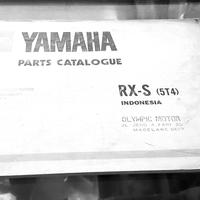 YAMAHA
PARTS CATALOGUE
RX-S (5T4)
INDONESIA
OLYMPIC MOTOR